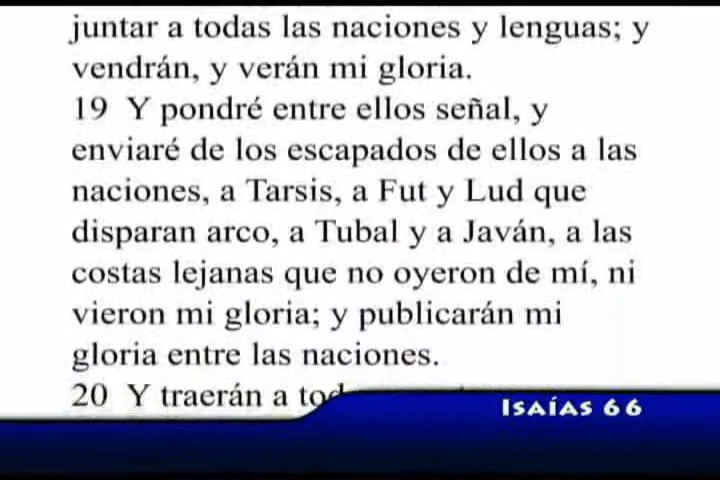 juntar a todas las naciones y lenguas; y
vendrán, y verán mi gloria.
19 Y pondré entre ellos señal, y
enviaré de los escapados de ellos a las
naciones, a Tarsis, a Fut y Lud que
disparan arco, a Tubal y a Javán, a las
costas lejanas que no oyeron de mí, ni
vieron mi gloria; y publicarán mi
gloria entre las naciones.
20 Y traerán a
ISAÍAS 66